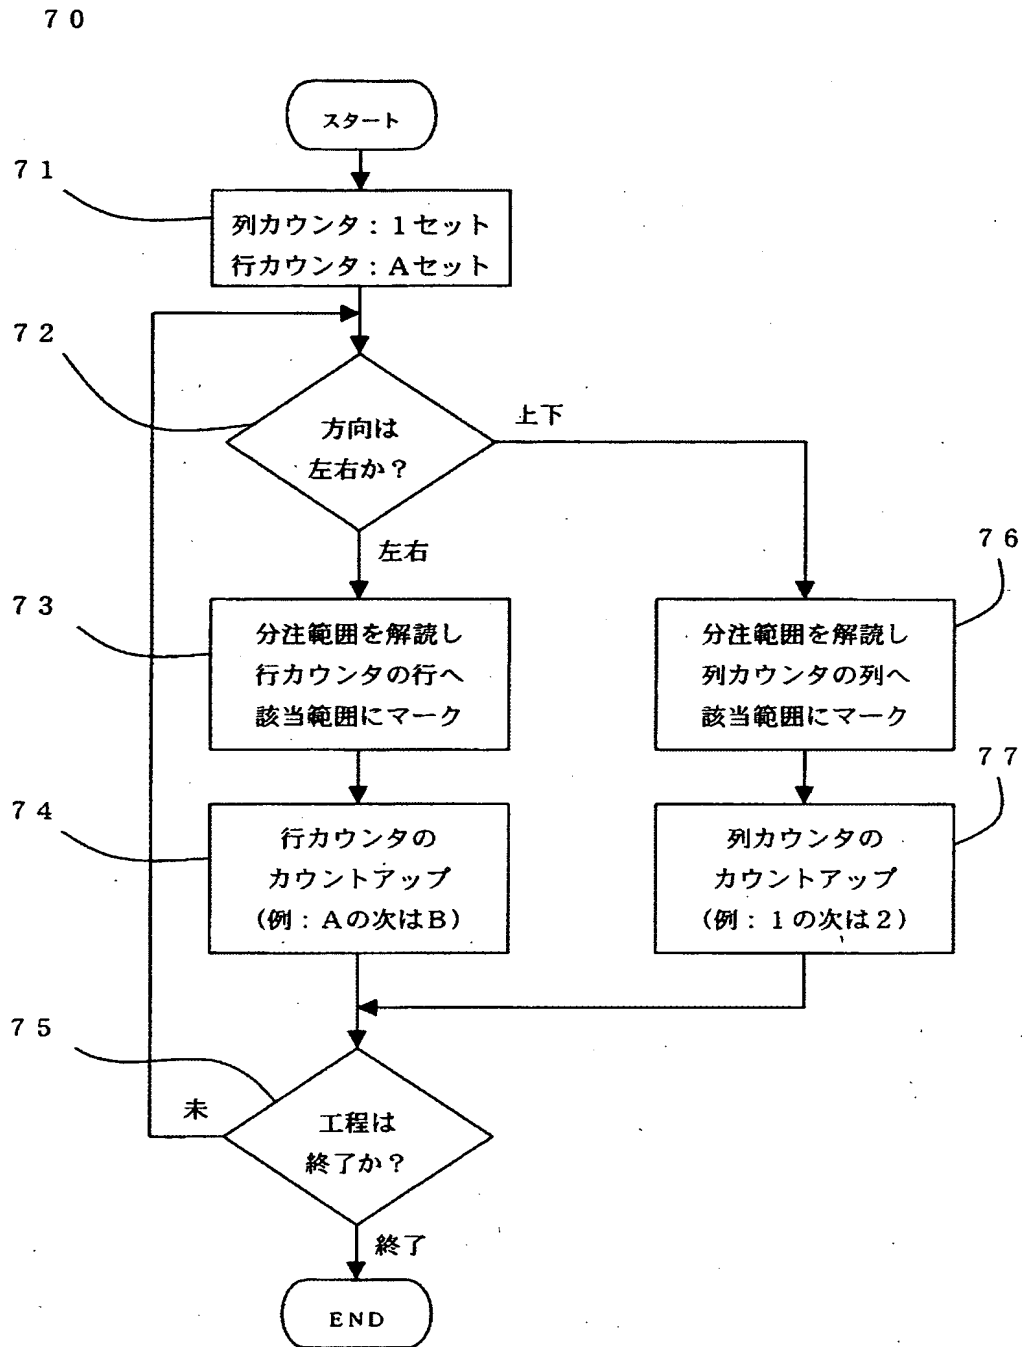 ７０
スタート
７１
列カウンタ：１セット
行カウンタ：Ａセット
７２
方向は
左右か？
上下
左右
７３
分注範囲を解読し
行カウンタの行へ
該当範囲にマーク
７６
分注範囲を解読し
列カウンタの列へ
該当範囲にマーク
７４
行カウンタの
カウントアップ
（例：Ａの次はＢ）
７７
列カウンタの
カウントアップ
（例：１の次は２）
７５
未
工程は
終了か？
終了
ＥＮＤ